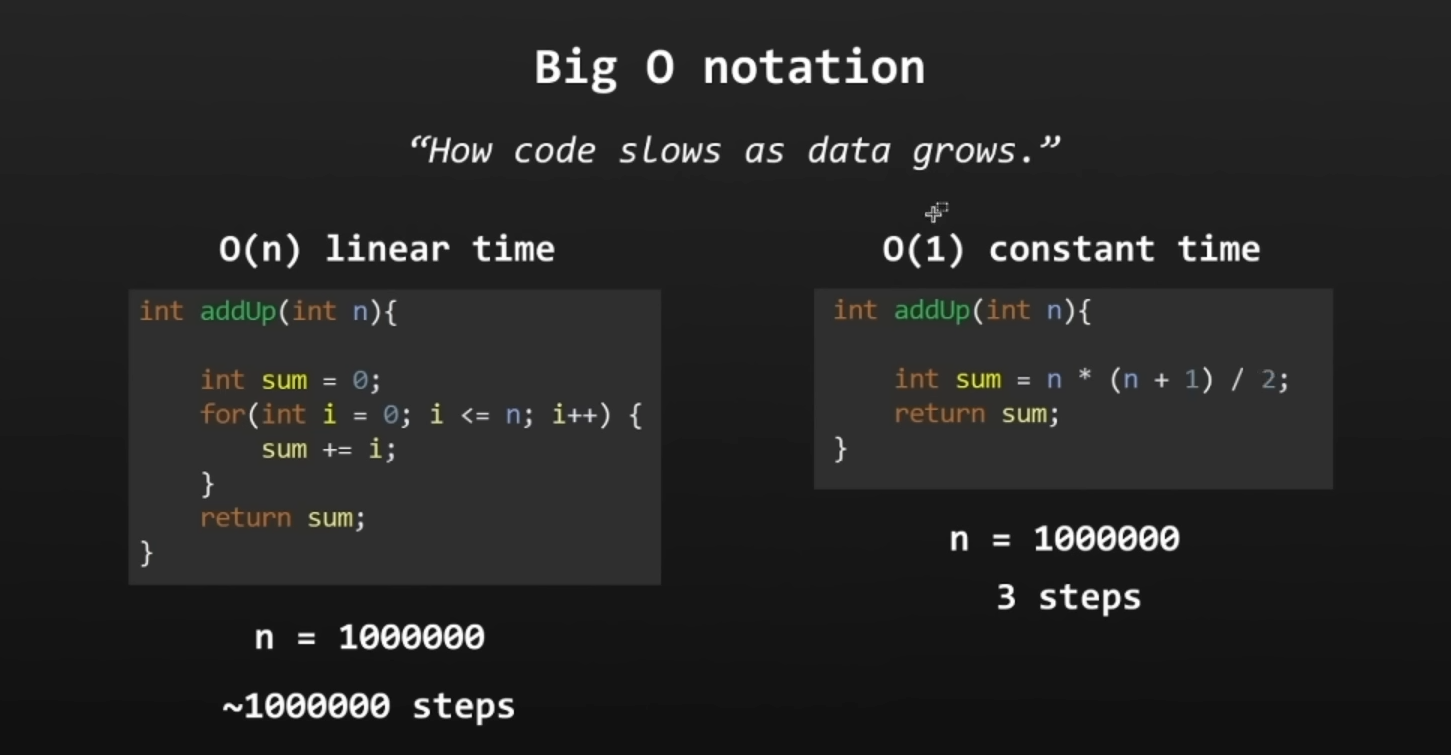 Big O notation
“How code slows as data grows.”
O(n) linear time
int addUp(int n){
int sum = 0;
for(int i = 0; i <= n; i++) {
sum += i;
}
return sum;
}
n = 1000000
~1000000 steps
O(1) constant time
int addUp(int n){
int sum = n * (n + 1) / 2;
return sum;
}
n = 1000000
3 steps